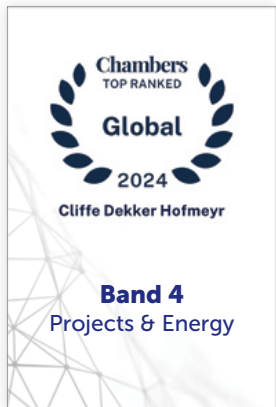 Chambers
TOP RANKED
Global
2024
Cliffe Dekker Hofmeyr
Band 4
Projects & Energy